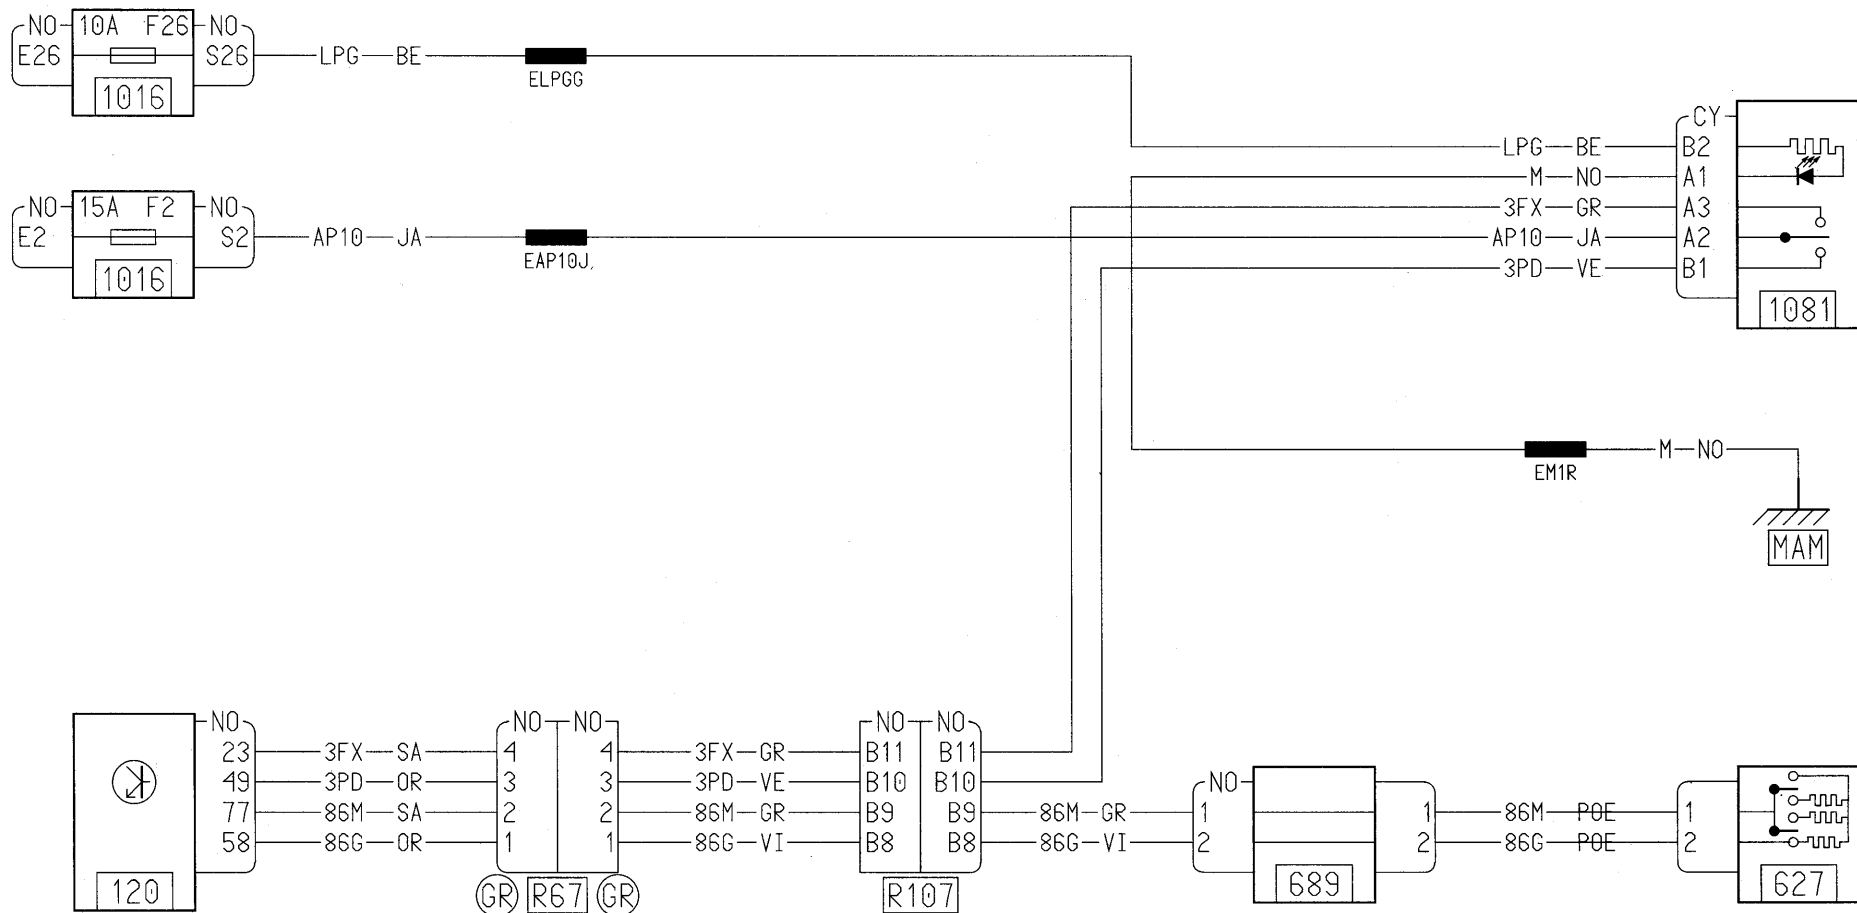 NO 10A F26 NO
E26 S26 LPG BE
1016
ELPGG
CY
LPG BE B2
M NO A1
NO 15A F2 NO
3FX GR A3
E2 S2 AP10 JA
AP10 JA A2
EAP10J
3PD VE B1
1016
1081
M NO
EM1R
MAM
NO NO NO NO NO
23 3FX SA 4 4 3FX GR B11 B11
49 3PD OR 3 3 3PD VE B10 B10 NO
77 86M SA 2 2 86M GR B9 B9 86M GR 1 1 86M POE 1
58 86G OR 1 1 86G VI B8 B8 86G VI 2 2 86G POE 2
120 GR R67 GR R107 689 627